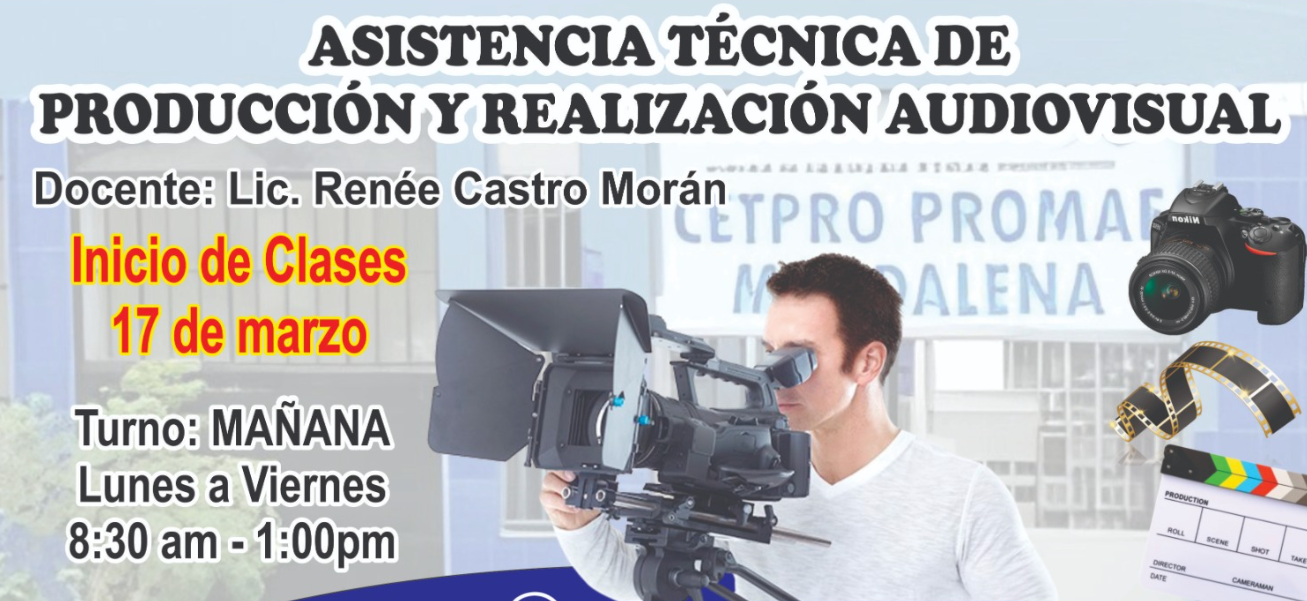 ASISTENCIA TÉCNICA DE
PRODUCCIÓN Y REALIZACIÓN AUDIOVISUAL
Docente: Lic. Renée Castro Morán
CETPRO PROMAE
Inicio de Clases
17 de marzo
Nikon
Turno: MAÑANA
Lunes a Viernes
8:30 am - 1:00pm
PRODUCTION
ROLL SCENE SHOT TAKE
DIRECTOR
DATE CAMERAMAN